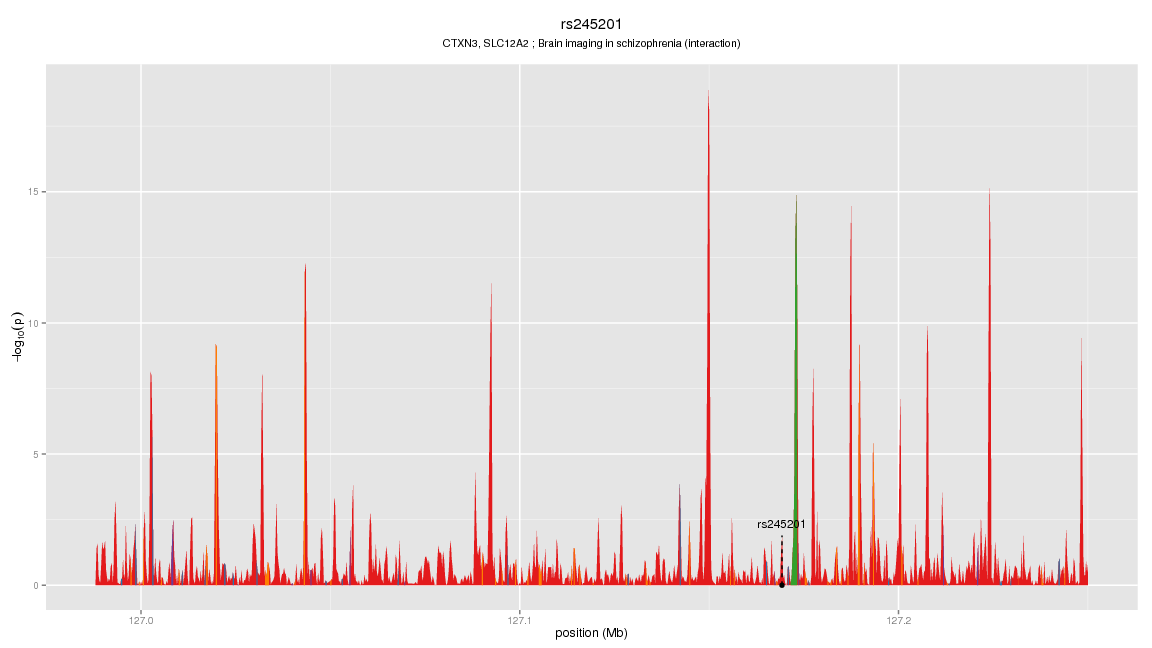 rs245201
CTXN3, SLC12A2 ; Brain imaging in schizophrenia (interaction)
15
10
5
0
−log10(p)
rs245201
127.0
127.1
127.2
position (Mb)